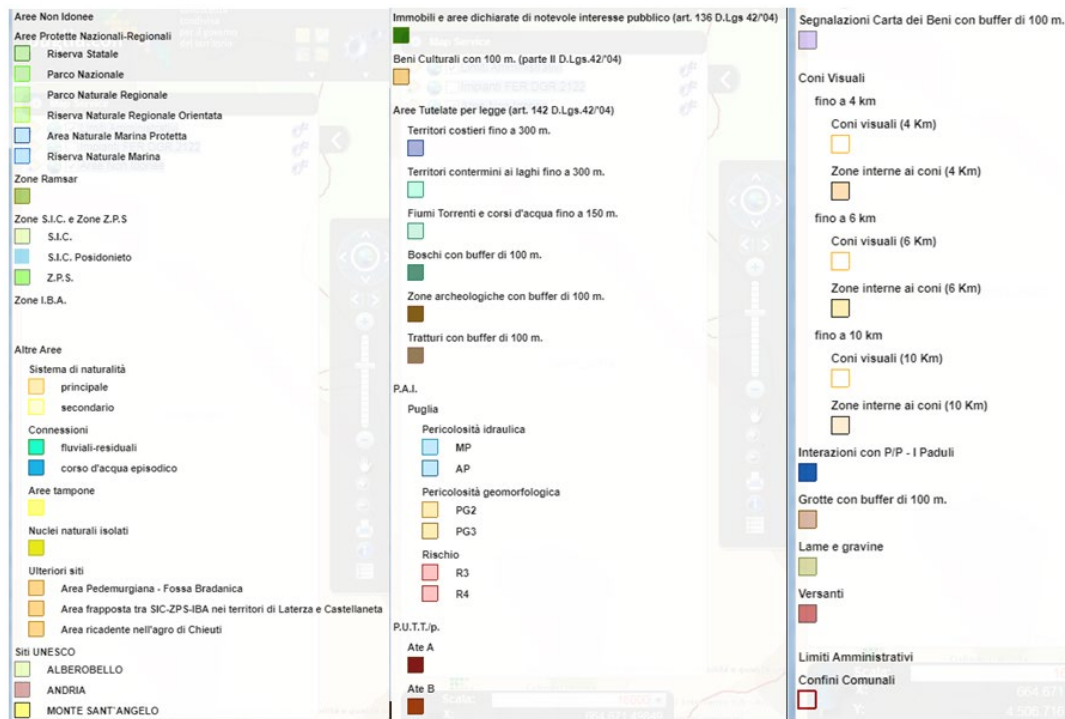 Aree Non Idonee
Aree Protette Nazionali-Regionali
Riserva Statale
Parco Nazionale
Parco Naturale Regionale
Riserva Naturale Regionale Orientata
Area Naturale Marina Protetta
Riserva Naturale Marina
Zone Ramsar
Zone S.I.C. e Zone Z.P.S
S.I.C.
S.I.C. Posidonieto
Z.P.S.
Zone I.B.A.
Altre Aree
Sistema di naturalità
principale
secondario
Connessioni
fluviali-residuali
corso d'acqua episodico
Aree tampone
Nuclei naturali isolati
Ulteriori siti
Area Pedemurgiana - Fossa Bradanica
Area frapposta tra SIC-ZPS-IBA nei territori di Laterza e Castellaneta
Area ricadente nell'agro di Chieuti
Siti UNESCO
ALBEROBELLO
ANDRIA
MONTE SANT'ANGELO
Immobili e aree dichiarate di notevole interesse pubblico (art. 136 D.Lgs 42/'04)
Map Service
Beni Culturali con 100 m. (parte II D.Lgs.42/'04)
Impianti FER DGR 2122
Aree Tutelate per legge (art. 142 D.Lgs.42/'04)
Territori costieri fino a 300 m.
Territori contermini ai laghi fino a 300 m.
Fiumi Torrenti e corsi d'acqua fino a 150 m.
Boschi con buffer di 100 m.
Zone archeologiche con buffer di 100 m.
Tratturi con buffer di 100 m.
P.A.I.
Puglia
Pericolosità idraulica
MP
AP
Pericolosità geomorfologica
PG2
PG3
Rischio
R3
R4
P.U.T.T./p.
Ate A
Ate B
Segnalazioni Carta dei Beni con buffer di 100 m.
Coni Visuali
fino a 4 km
Coni visuali (4 Km)
Zone interne ai coni (4 Km)
fino a 6 km
Coni visuali (6 Km)
Zone interne ai coni (6 Km)
fino a 10 km
Coni visuali (10 Km)
Zone interne ai coni (10 Km)
Interazioni con P/P - I Paduli
Grotte con buffer di 100 m.
Lame e gravine
Versanti
Limiti Amministrativi
Confini Comunali